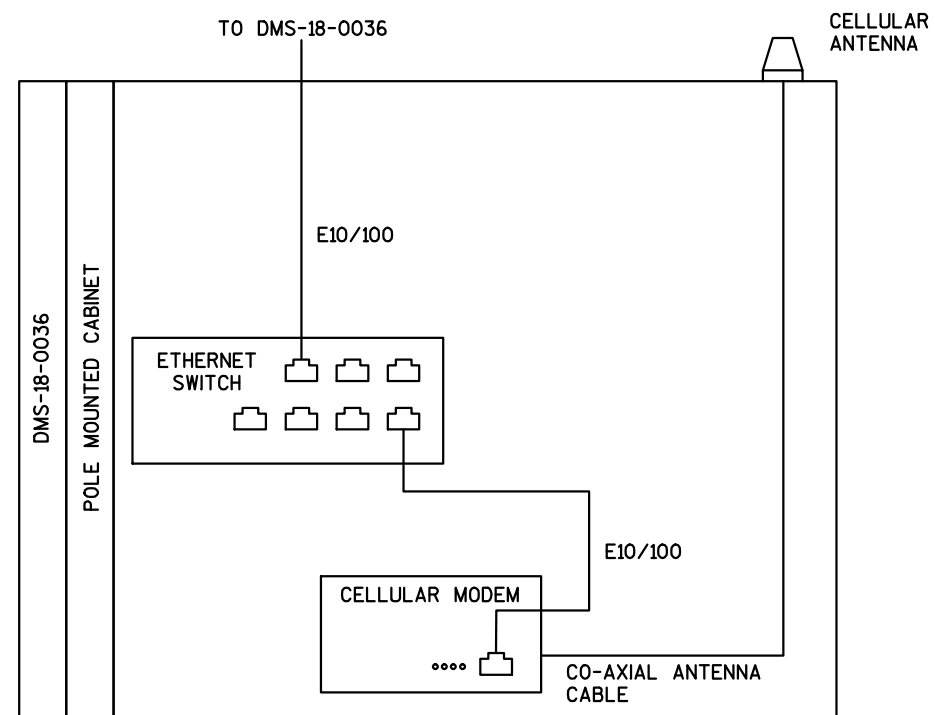 TO DMS-18-0036
CELLULAR
ANTENNA
E10/100
DMS-18-0036
POLE MOUNTED CABINET
ETHERNET
SWITCH
E10/100
CELLULAR MODEM
CO-AXIAL ANTENNA
CABLE